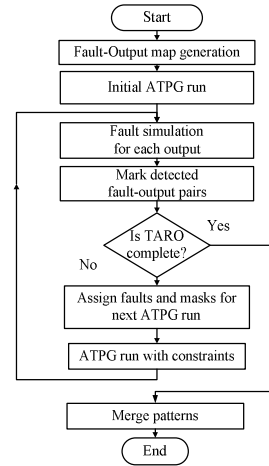 Start
Fault-Output map generation
Initial ATPG run
Fault simulation
for each output
Mark detected
fault-output pairs
Is TARO
complete?
Yes
No
Assign faults and masks for
next ATPG run
ATPG run with constraints
Merge patterns
End